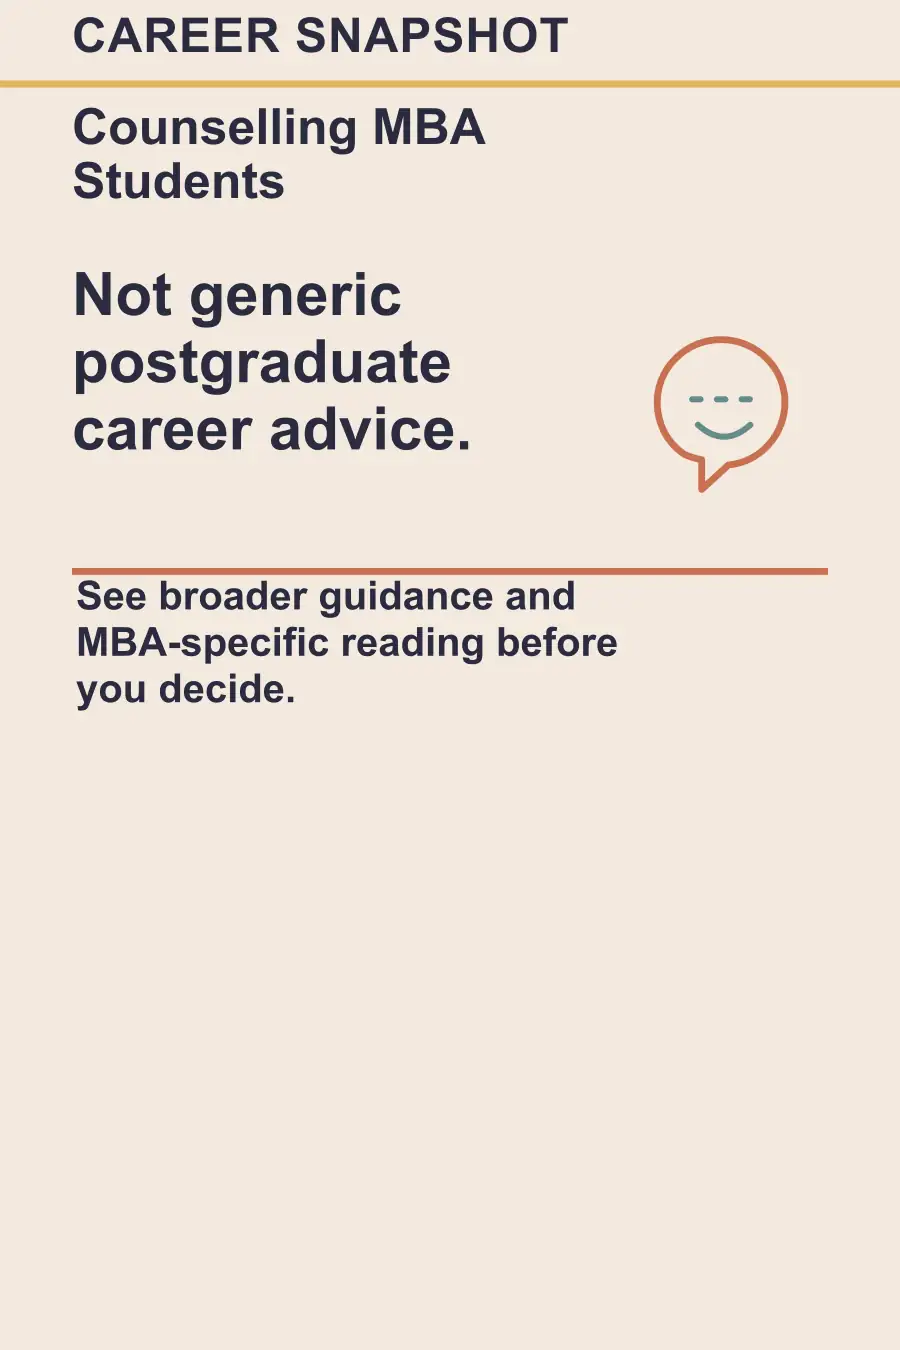 CAREER SNAPSHOT
Counselling MBA
Students
Not generic
postgraduate
career advice.
See broader guidance and
MBA-specific reading before
you decide.